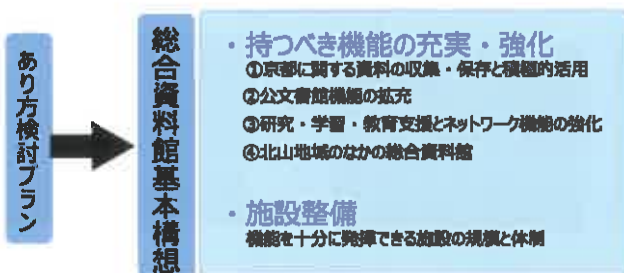 あり方検討プラン
総合資料館基本構想
・持つべき機能の充実・強化
①京都に関する資料の収集・保存と積極的活用
②公文書館機能の拡充
③研究・学習・教育支援とネットワーク機能の強化
④北山地域のなかの総合資料館
・施設整備
機能を十分に発揮できる施設の規模と体制